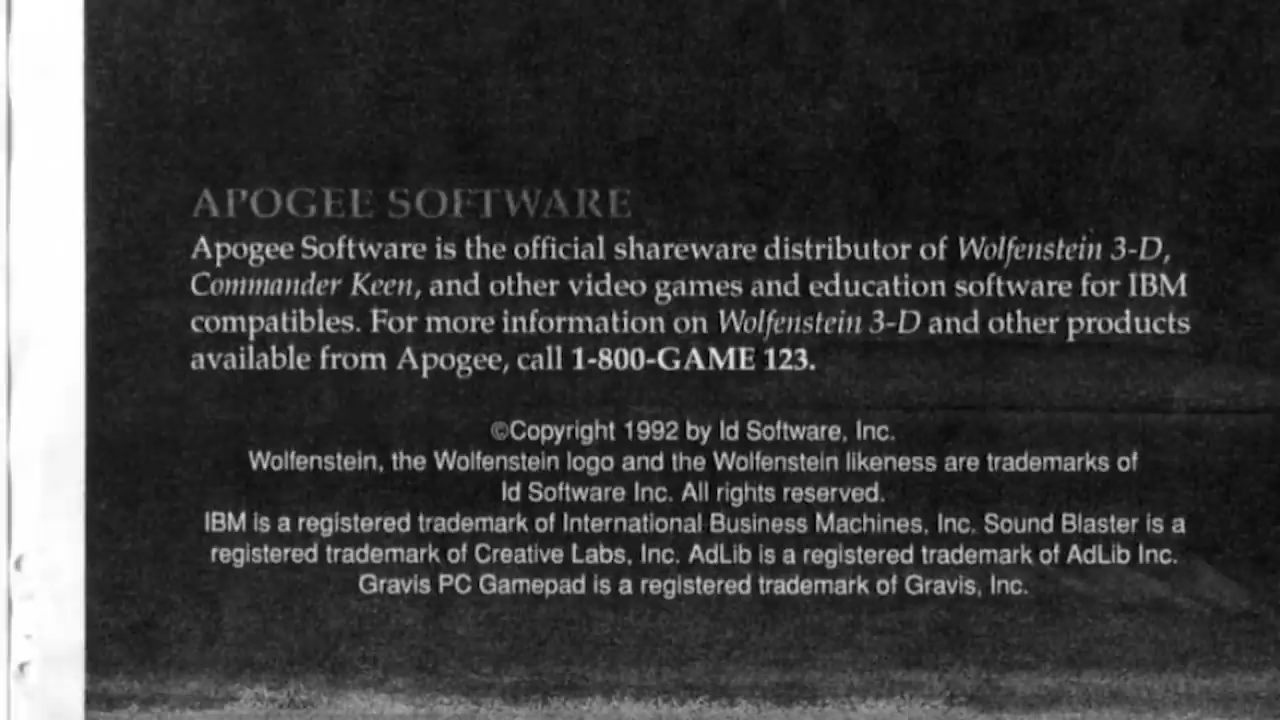 APOGEE SOFTWARE
Apogee Software is the official shareware distributor of Wolfenstein 3-D,
Commander Keen, and other video games and education software for IBM
compatibles. For more information on Wolfenstein 3-D and other products
available from Apogee, call 1-800-GAME 123.
©Copyright 1992 by Id Software, Inc.
Wolfenstein, the Wolfenstein logo and the Wolfenstein likeness are trademarks of
Id Software Inc. All rights reserved.
IBM is a registered trademark of International Business Machines, Inc. Sound Blaster is a
registered trademark of Creative Labs, Inc. AdLib is a registered trademark of AdLib Inc.
Gravis PC Gamepad is a registered trademark of Gravis, Inc.